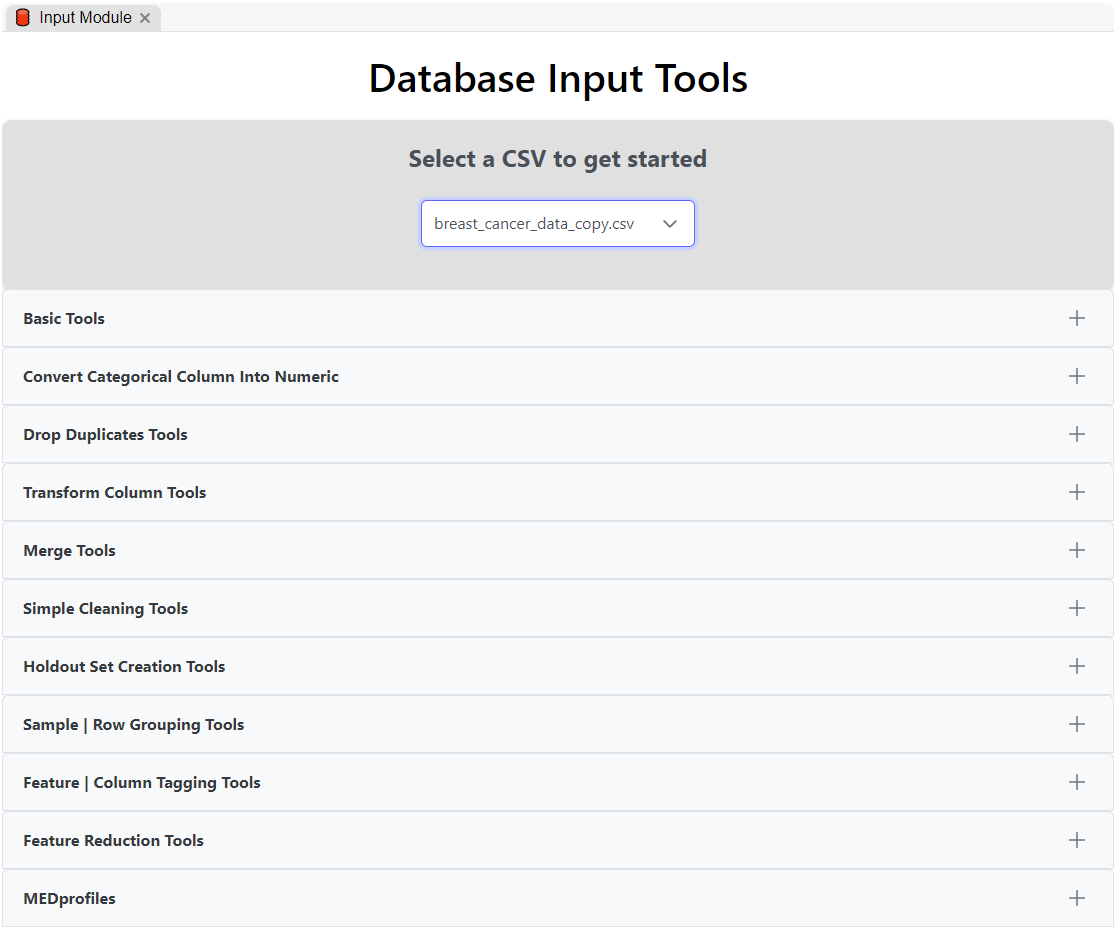 Input Module
Database Input Tools
Select a CSV to get started
breast_cancer_data_copy.csv
Basic Tools
Convert Categorical Column Into Numeric
Drop Duplicates Tools
Transform Column Tools
Merge Tools
Simple Cleaning Tools
Holdout Set Creation Tools
Sample | Row Grouping Tools
Feature | Column Tagging Tools
Feature Reduction Tools
MEDprofiles